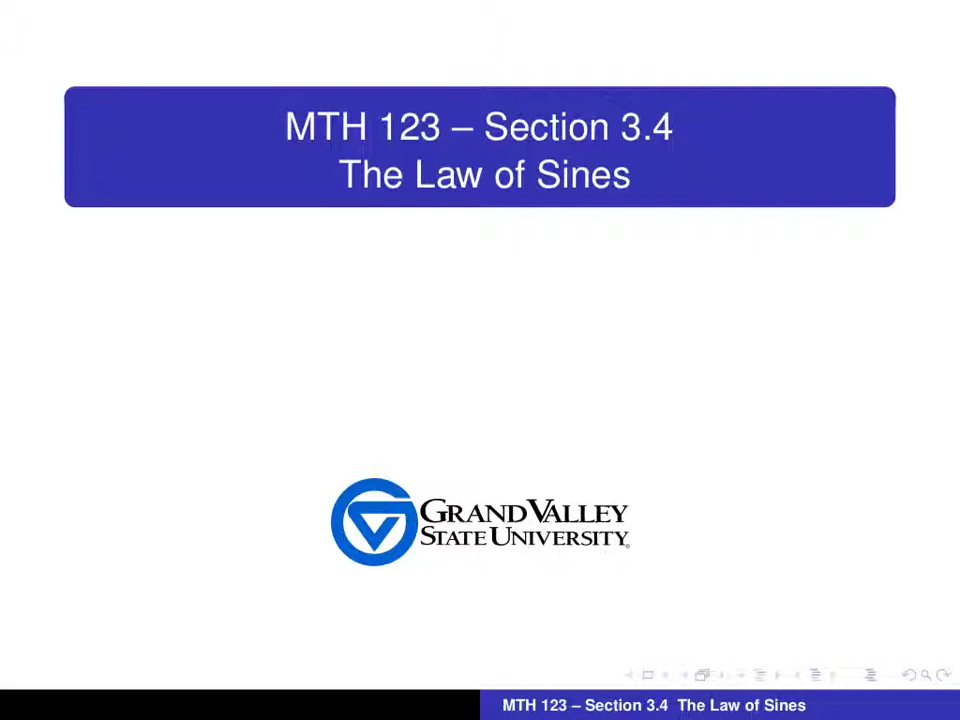 MTH 123 – Section 3.4
The Law of Sines
GRAND VALLEY
STATE UNIVERSITY®
MTH 123 – Section 3.4 The Law of Sines